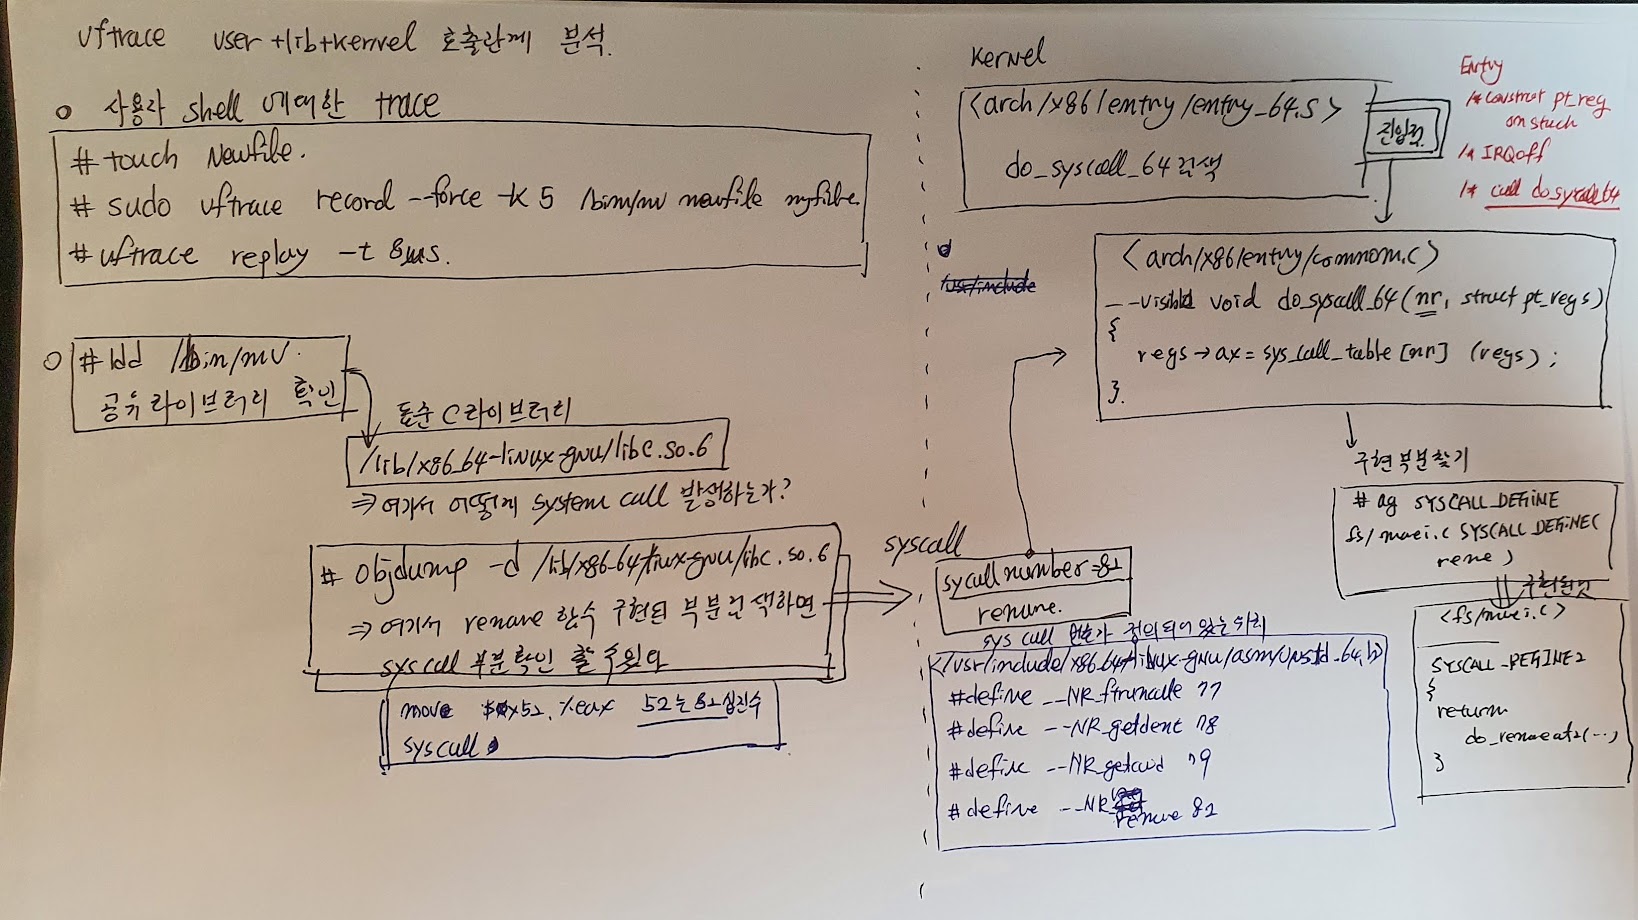 uftrace user+lib+kernel 호출관계 분석.
o 사용자 shell 에대한 trace
# touch Newfile.
# sudo uftrace record --force -K 5 /bin/mv newfile myfile.
# uftrace replay -t 8us.
o # ldd /bin/mv
공유라이브러리 확인
표준 C라이브러리
/lib/x86_64-linux-gnu/libc.so.6
⇒ 여기서 어떻게 system call 발생하는가?
# objdump -d /lib/x86-64-linux-gnu/libc.so.6
⇒ 여기서 rename 함수 구현된 부분검색하면
syscall 부분확인 할 수있다
move $0x52, %eax 52는 82십진수
syscall
Kernel
<arch/x86/entry/entry_64.s>
do_syscall_64 검색
진입점
Entry
/* construct pt_reg
on stuck
/* IRQoff
/* call do_syscall_64
/usr/include
<arch/x86/entry/common.c>
__visibld void do_syscall_64(nr, struct pt_regs)
{
regs→ax = sys_call_table[nr] (regs);
}.
구현부분찾기
# ag SYSCALL_DEFINE
fs/namei.c SYSCALL_DEFINE(
rename)
구현된곳
<fs/namei.c>
SYSCALL_DEFINE2
{
return
do_renameat2(...)
}
syscall
sycall number=82
rename.
sys call 번호가 정의되어 있는위치
</usr/include/x86_64-linux-gnu/asm/unistd_64.h>
#define __NR_ftruncate 77
#define __NR_getdent 78
#define __NR_getcwd 79
#define __NR_rename 82